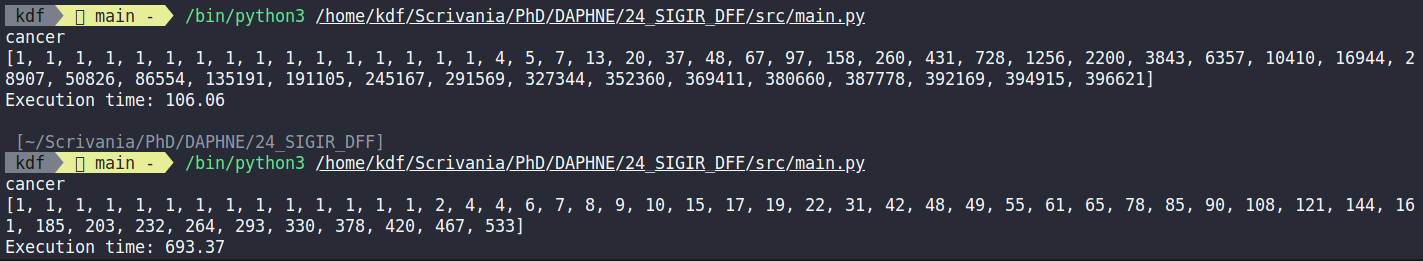 kdf main - /bin/python3 /home/kdf/Scrivania/PhD/DAPHNE/24_SIGIR_DFF/src/main.py
cancer
[1, 1, 1, 1, 1, 1, 1, 1, 1, 1, 1, 1, 1, 1, 1, 1, 4, 5, 7, 13, 20, 37, 48, 67, 97, 158, 260, 431, 728, 1256, 2200, 3843, 6357, 10410, 16944, 2
8907, 50826, 86554, 135191, 191105, 245167, 291569, 327344, 352360, 369411, 380660, 387778, 392169, 394915, 396621]
Execution time: 106.06
[~/Scrivania/PhD/DAPHNE/24_SIGIR_DFF]
kdf main - /bin/python3 /home/kdf/Scrivania/PhD/DAPHNE/24_SIGIR_DFF/src/main.py
cancer
[1, 1, 1, 1, 1, 1, 1, 1, 1, 1, 1, 1, 1, 1, 2, 4, 4, 6, 7, 8, 9, 10, 15, 17, 19, 22, 31, 42, 48, 49, 55, 61, 65, 78, 85, 90, 108, 121, 144, 16
1, 185, 203, 232, 264, 293, 330, 378, 420, 467, 533]
Execution time: 693.37